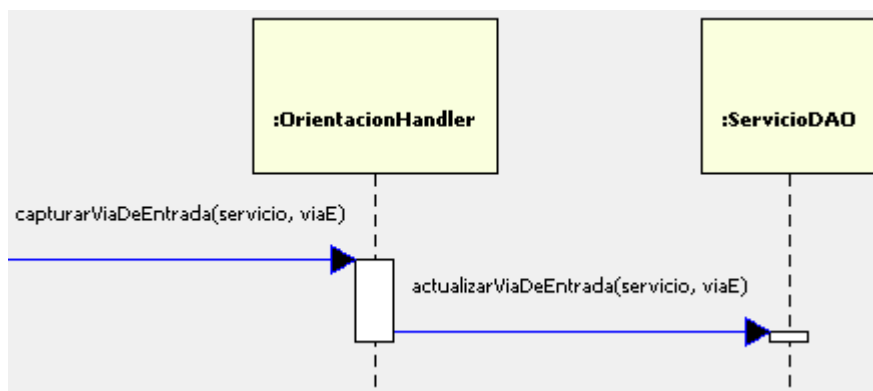 :OrientacionHandler
:ServicioDAO
capturarViaDeEntrada(servicio, viaE)
actualizarViaDeEntrada(servicio, viaE)